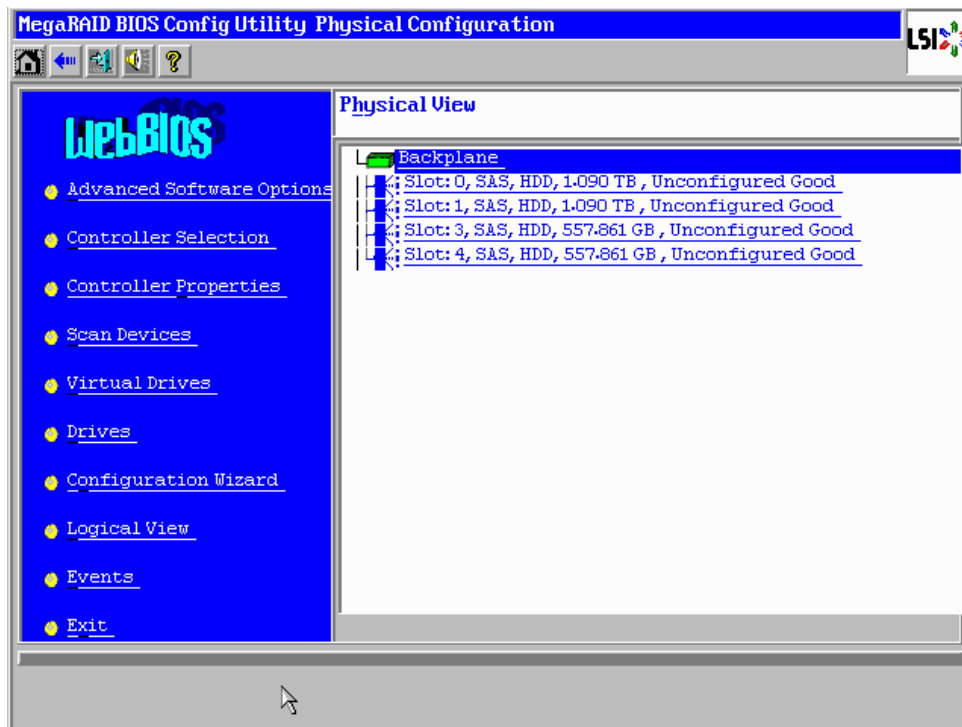 MegaRAID BIOS Config Utility Physical Configuration
LSI
?
WebBIOS
Physical View
Backplane
Slot: 0, SAS, HDD, 1.090 TB , Unconfigured Good
Slot: 1, SAS, HDD, 1.090 TB , Unconfigured Good
Slot: 3, SAS, HDD, 557.861 GB , Unconfigured Good
Slot: 4, SAS, HDD, 557.861 GB , Unconfigured Good
Advanced Software Options
Controller Selection
Controller Properties
Scan Devices
Virtual Drives
Drives
Configuration Wizard
Logical View
Events
Exit